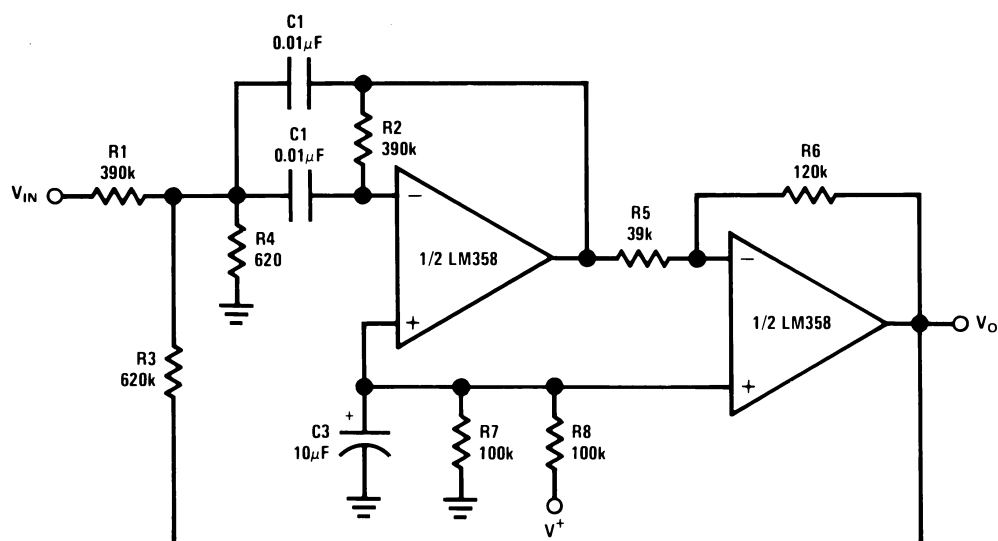 C1
0.01μF
C1
0.01μF
R2
390k
R1
390k
R6
120k
VIN
R4
620
R5
39k
−
1/2 LM358
+
−
1/2 LM358
+
VO
R3
620k
+
C3
10μF
R7
100k
R8
100k
V+